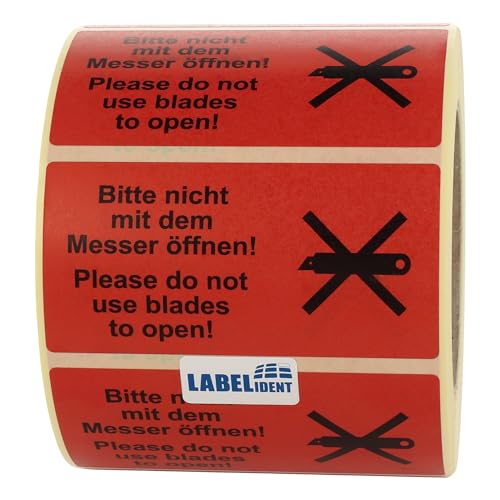 Bitte nicht
mit dem
Messer öffnen!
Please do not
use blades
to open!
Bitte nicht
mit dem
Messer öffnen!
Please do not
use blades
to open!
LABELIDENT
Bitte
mit dem
Messer öffnen!
Please do not
use blades